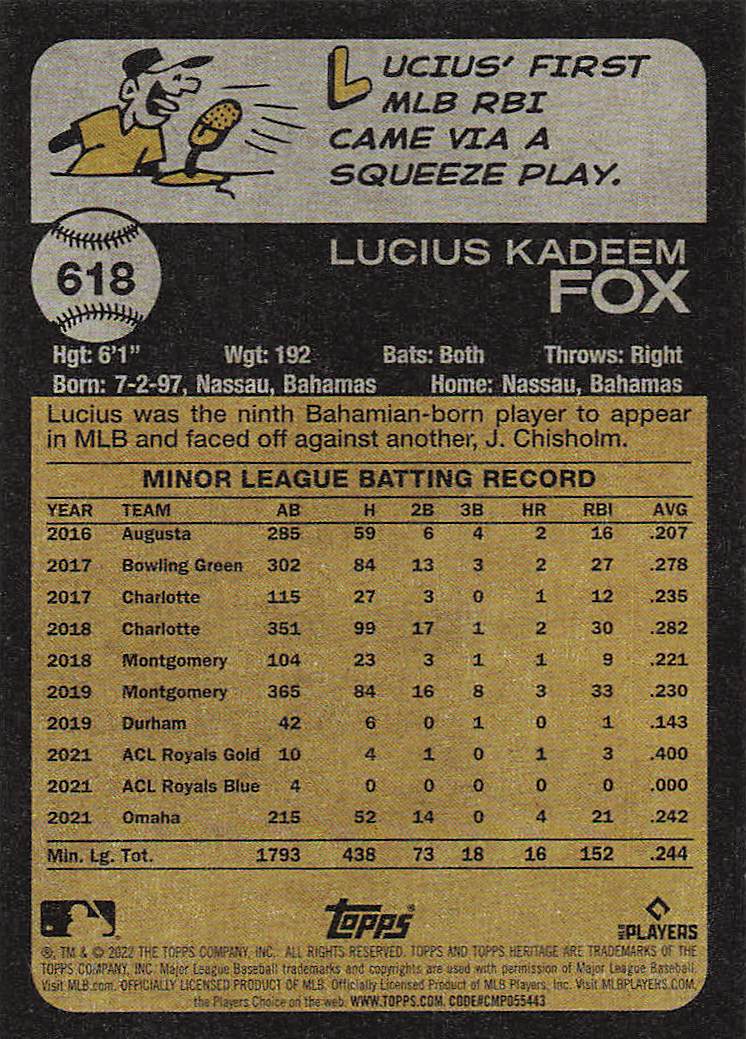 LUCIUS' FIRST
MLB RBI
CAME VIA A
SQUEEZE PLAY.
618
LUCIUS KADEEM
FOX
Hgt: 6'1" Wgt: 192 Bats: Both Throws: Right
Born: 7-2-97, Nassau, Bahamas Home: Nassau, Bahamas
Lucius was the ninth Bahamian-born player to appear
in MLB and faced off against another, J. Chisholm.
MINOR LEAGUE BATTING RECORD
YEAR TEAM AB H 2B 3B HR RBI AVG
2016 Augusta 285 59 6 4 2 16 .207
2017 Bowling Green 302 84 13 3 2 27 .278
2017 Charlotte 115 27 3 0 1 12 .235
2018 Charlotte 351 99 17 1 2 30 .282
2018 Montgomery 104 23 3 1 1 9 .221
2019 Montgomery 365 84 16 8 3 33 .230
2019 Durham 42 6 0 1 0 1 .143
2021 ACL Royals Gold 10 4 1 0 1 3 .400
2021 ACL Royals Blue 4 0 0 0 0 0 .000
2021 Omaha 215 52 14 0 4 21 .242
Min. Lg. Tot. 1793 438 73 18 16 152 .244
Topps®
MLB PLAYERS
®, TM & © 2022 THE TOPPS COMPANY, INC. ALL RIGHTS RESERVED. TOPPS AND TOPPS HERITAGE ARE TRADEMARKS OF THE
TOPPS COMPANY, INC. Major League Baseball trademarks and copyrights are used with permission of Major League Baseball.
Visit MLB.com. OFFICIALLY LICENSED PRODUCT OF MLB. Officially Licensed Product of MLB Players, Inc. Visit MLBPLAYERS.COM,
the Players Choice on the web. WWW.TOPPS.COM. CODE#CMP055443